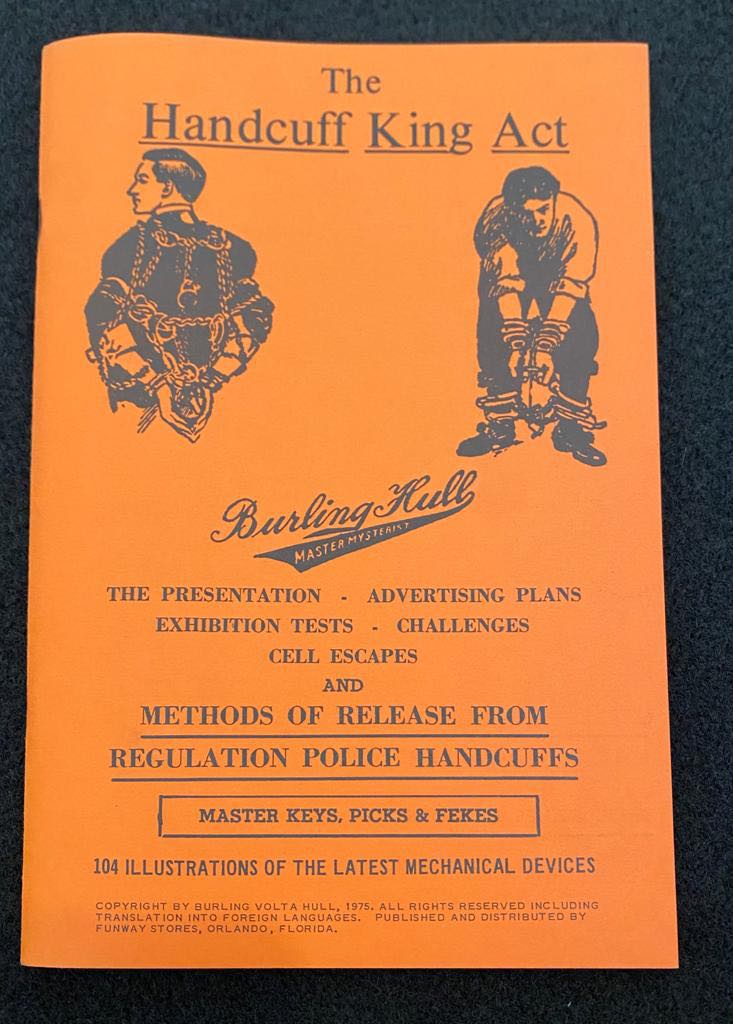 The
Handcuff King Act
Burling Hull
MASTER MYSTERIST
THE PRESENTATION - ADVERTISING PLANS
EXHIBITION TESTS - CHALLENGES
CELL ESCAPES
AND
METHODS OF RELEASE FROM
REGULATION POLICE HANDCUFFS
MASTER KEYS, PICKS & FEKES
104 ILLUSTRATIONS OF THE LATEST MECHANICAL DEVICES
COPYRIGHT BY BURLING VOLTA HULL, 1975. ALL RIGHTS RESERVED INCLUDING
TRANSLATION INTO FOREIGN LANGUAGES. PUBLISHED AND DISTRIBUTED BY
FUNWAY STORES, ORLANDO, FLORIDA.